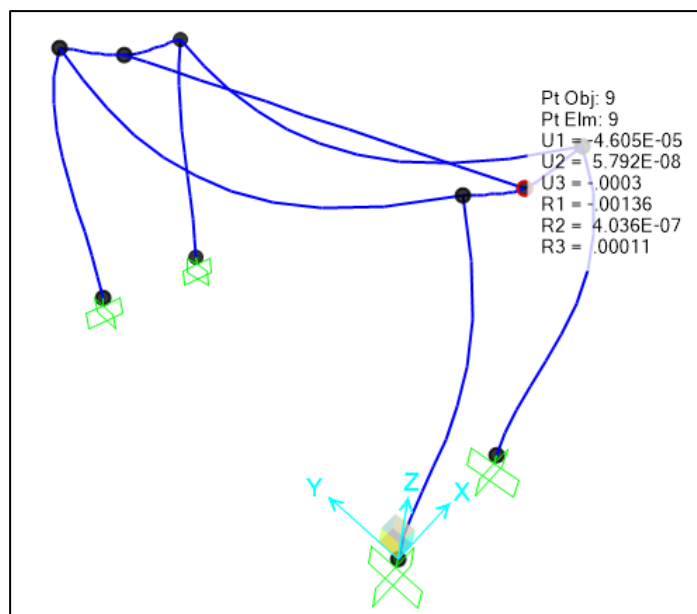 Pt Obj: 9
Pt Elm: 9
U1 = -4.605E-05
U2 = 5.792E-08
U3 = -.0003
R1 = -.00136
R2 = 4.036E-07
R3 = .00011
Y
Z
X